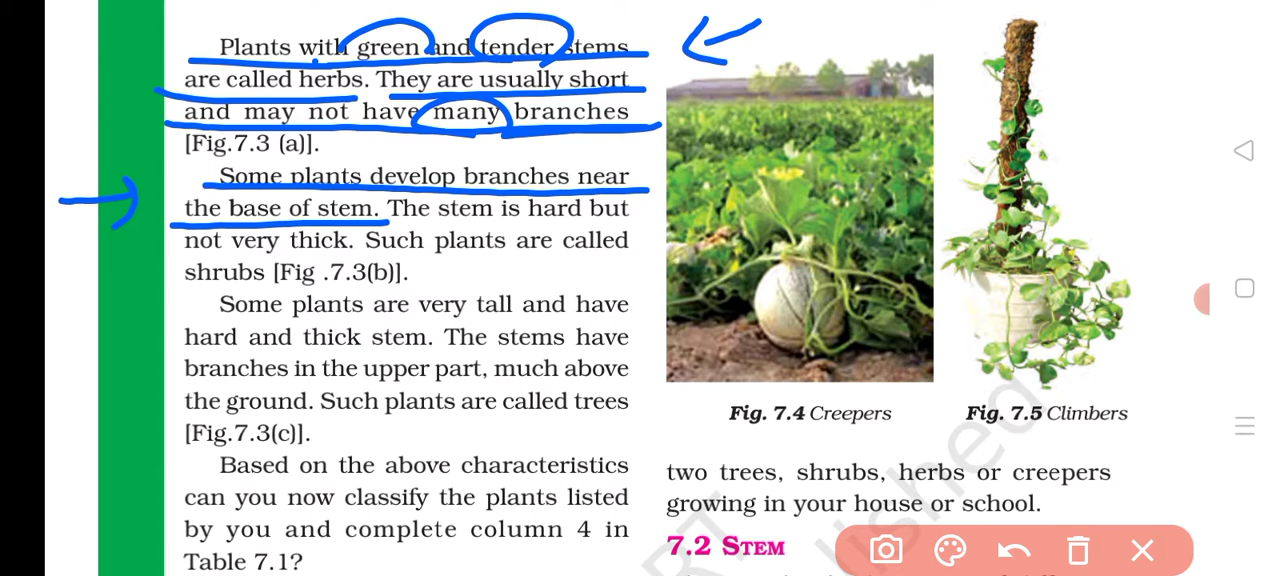 Plants with green and tender stems
are called herbs. They are usually short
and may not have many branches
[Fig.7.3 (a)].
Some plants develop branches near
the base of stem. The stem is hard but
not very thick. Such plants are called
shrubs [Fig .7.3(b)].
Some plants are very tall and have
hard and thick stem. The stems have
branches in the upper part, much above
the ground. Such plants are called trees
[Fig.7.3(c)].
Based on the above characteristics
can you now classify the plants listed
by you and complete column 4 in
Table 7.1?
Fig. 7.4 Creepers
Fig. 7.5 Climbers
two trees, shrubs, herbs or creepers
growing in your house or school.
7.2 STEM